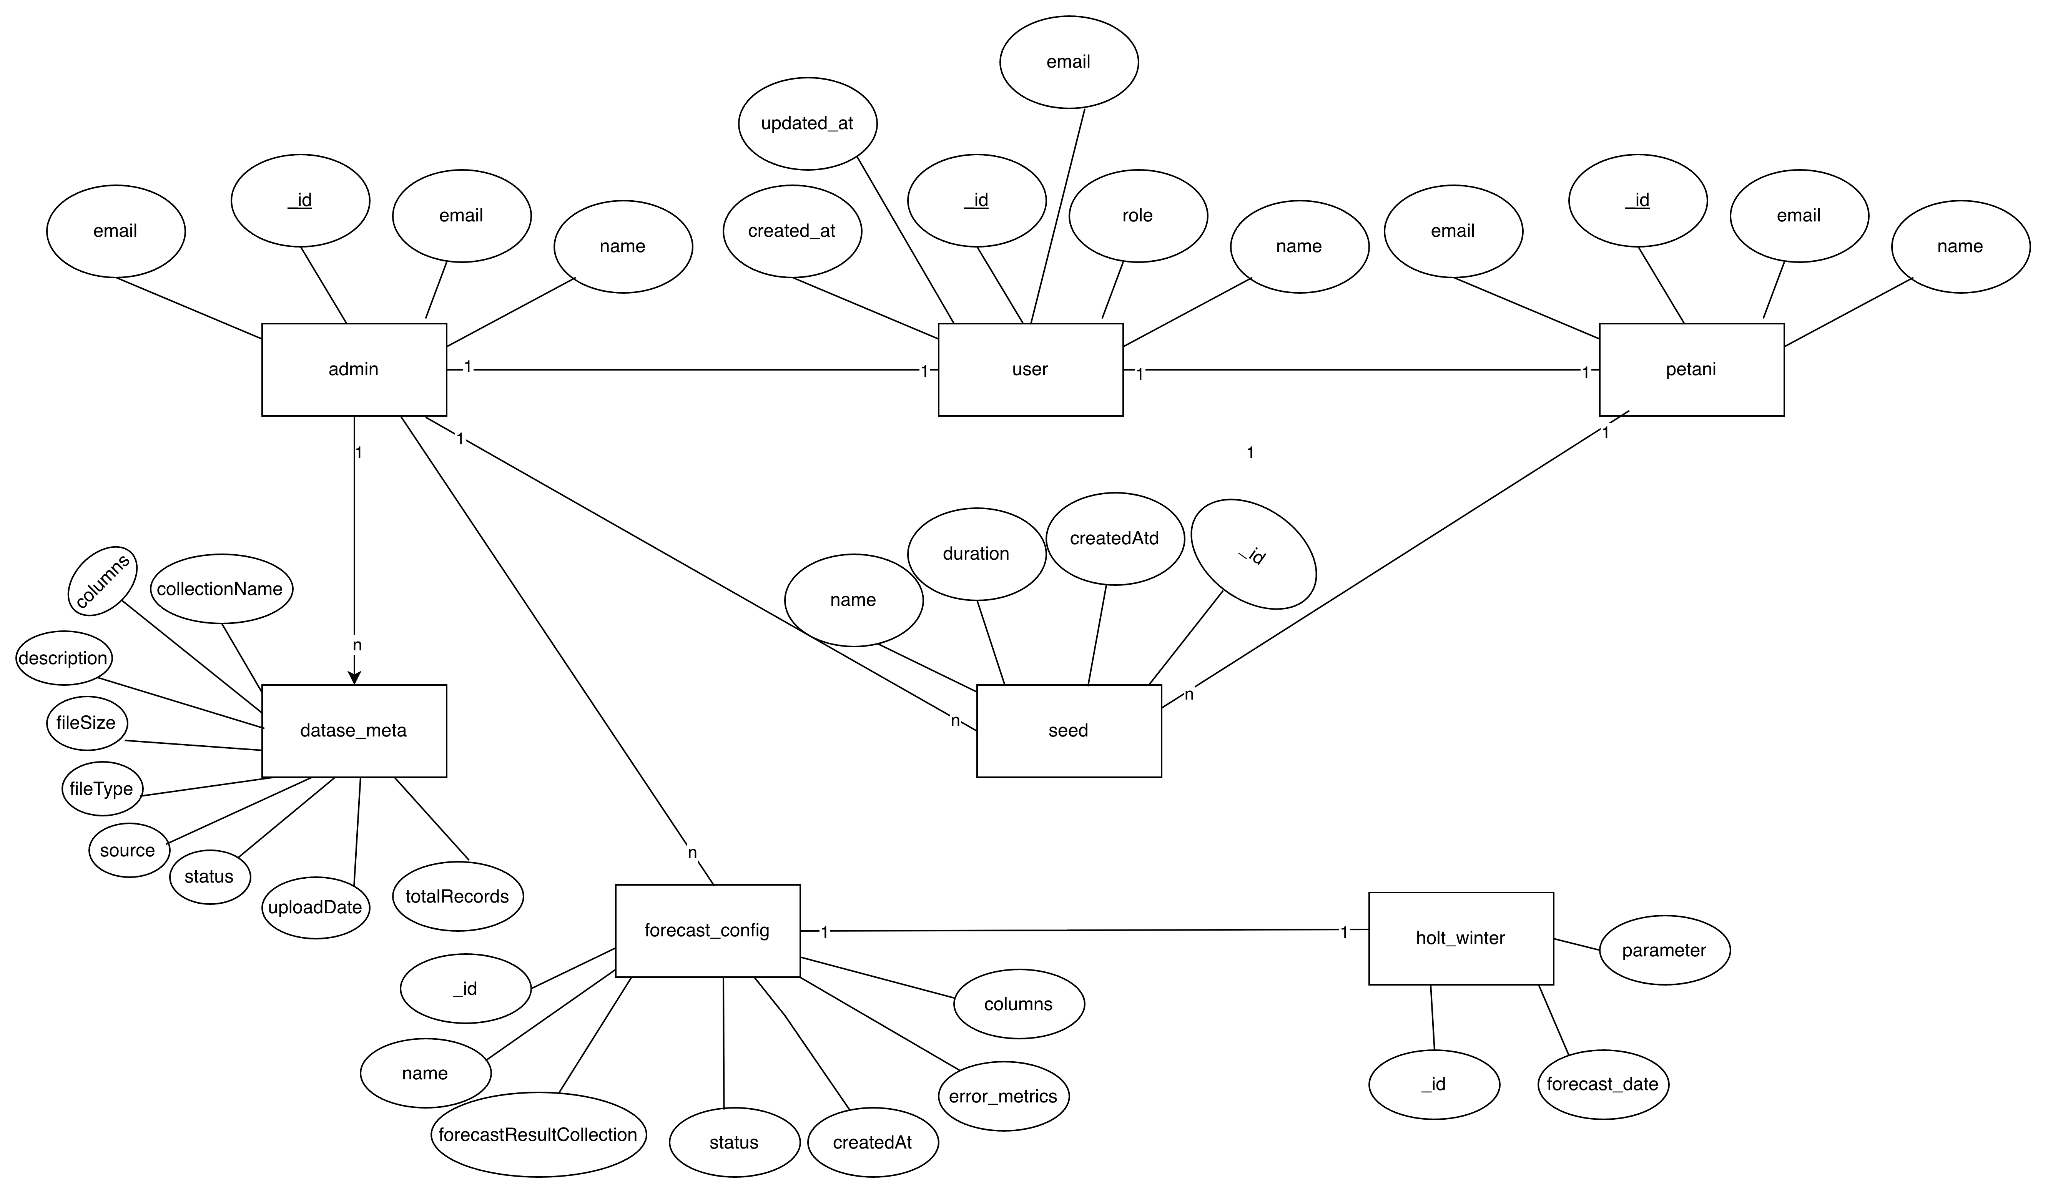 email
updated_at
_id
email
name
created_at
_id
role
name
email
_id
email
name
admin
1
1
user
1
1
petani
1
1
1
1
columns
collectionName
description
fileSize
fileType
source
status
uploadDate
totalRecords
n
datase_meta
name
duration
createdAtd
_id
n
n
seed
n
forecast_config
1
1
holt_winter
parameter
_id
forecast_date
_id
name
forecastResultCollection
status
createdAt
error_metrics
columns
email